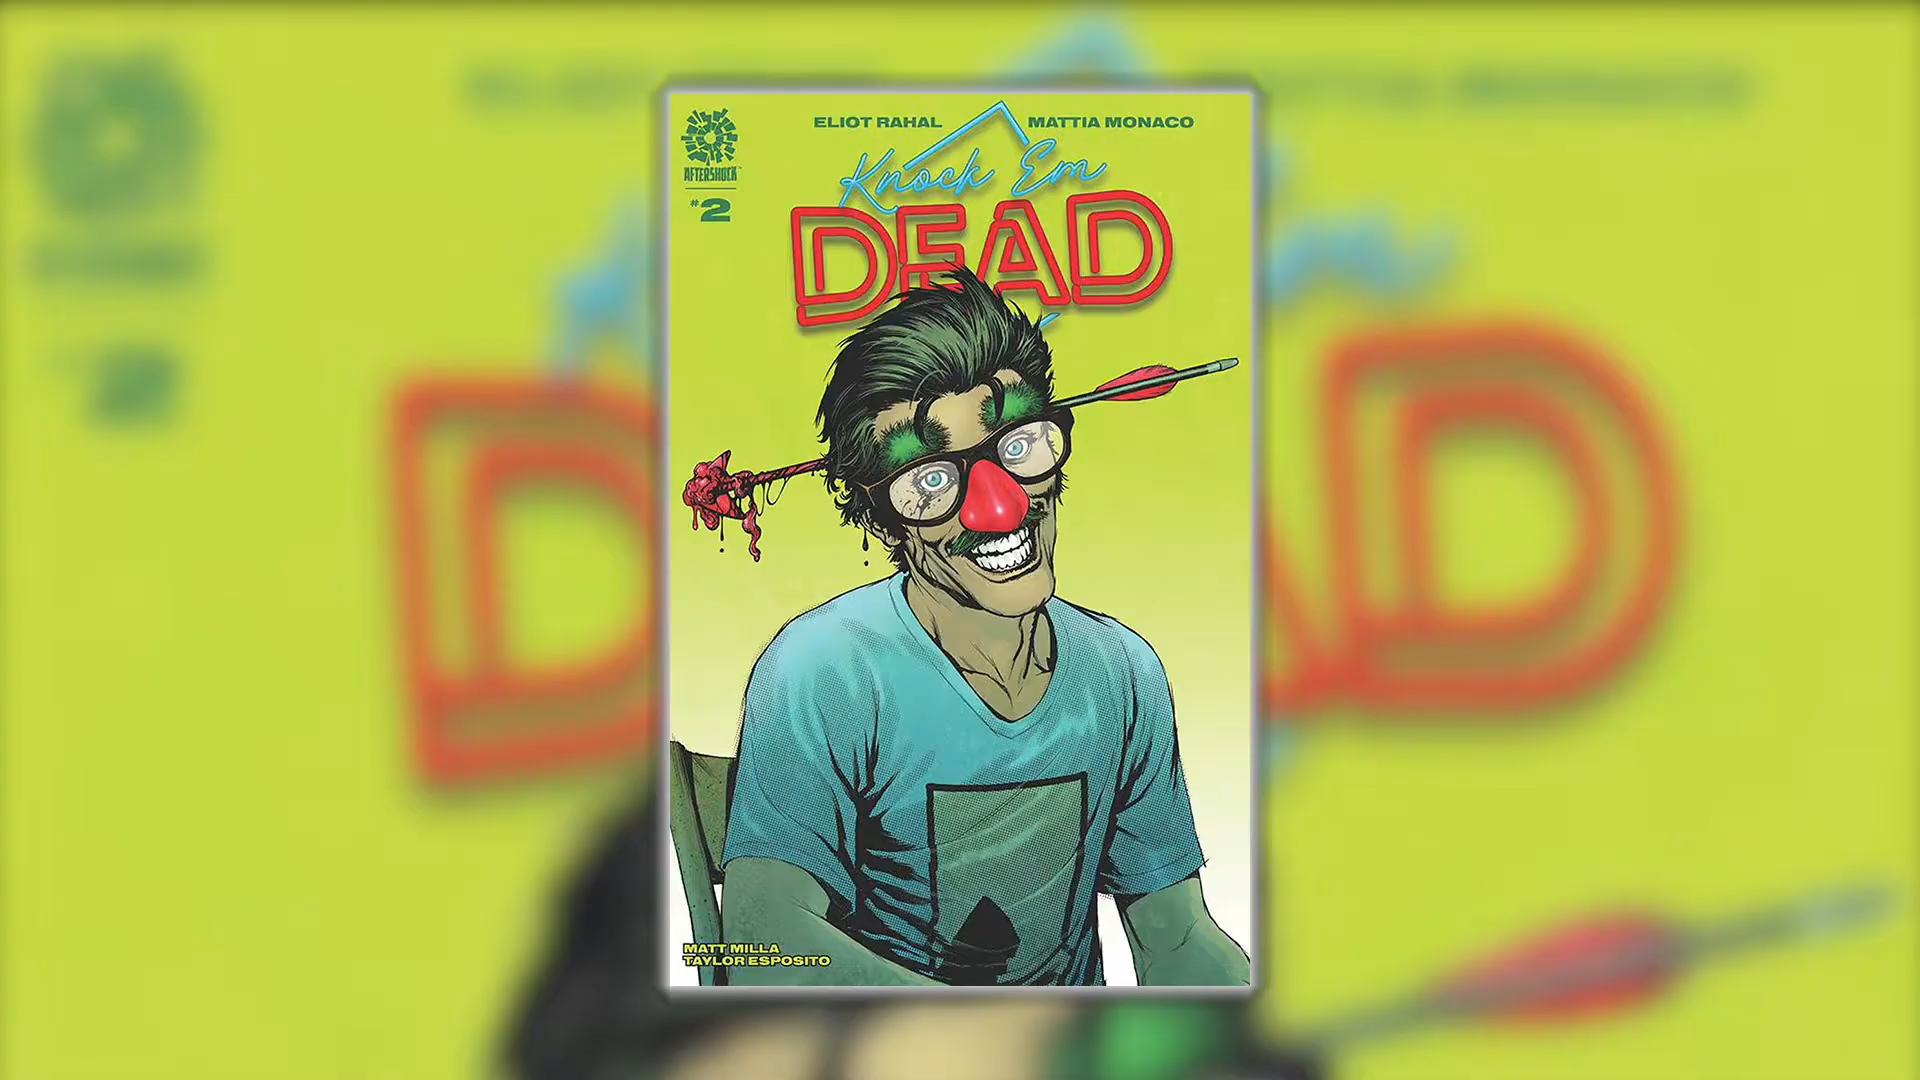 ELIOT RAHAL
MATTIA MONACO
AFTERSHOCK
#2
Knock Em
DEAD
MATT MILLA
TAYLOR ESPOSITO